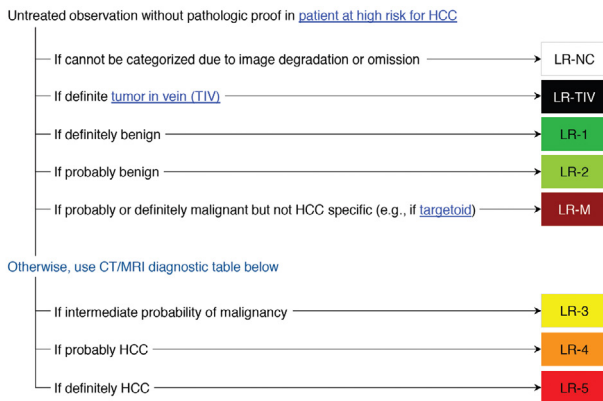 Untreated observation without pathologic proof in patient at high risk for HCC
If cannot be categorized due to image degradation or omission LR-NC
If definite tumor in vein (TIV) LR-TIV
If definitely benign LR-1
If probably benign LR-2
If probably or definitely malignant but not HCC specific (e.g., if targetoid) LR-M
Otherwise, use CT/MRI diagnostic table below
If intermediate probability of malignancy LR-3
If probably HCC LR-4
If definitely HCC LR-5